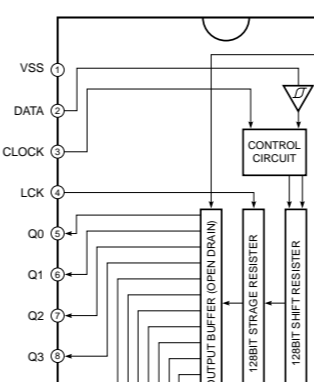 VSS 1
DATA 2
CLOCK 3
LCK 4
Q0 5
Q1 6
Q2 7
Q3 8
CONTROL
CIRCUIT
UTPUT BUFFER (OPEN DRAIN)
128BIT STRAGE RESISTER
128BIT SHIFT RESISTER